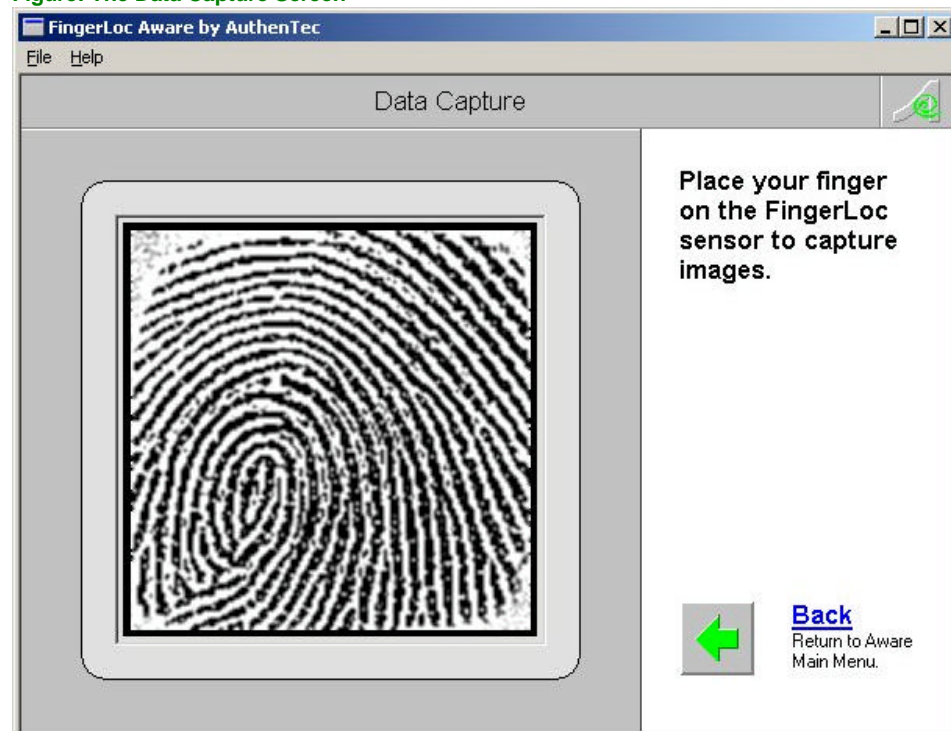 Figure: The Data Capture Screen
FingerLoc Aware by AuthenTec
File Help
Data Capture
Place your finger
on the FingerLoc
sensor to capture
images.
Back
Return to Aware
Main Menu.